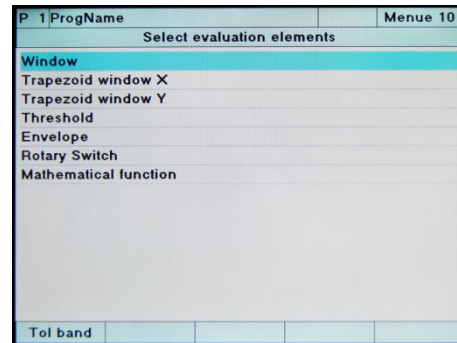 P 1 ProgName Menue 10
Select evaluation elements
Window
Trapezoid window X
Trapezoid window Y
Threshold
Envelope
Rotary Switch
Mathematical function
Tol band